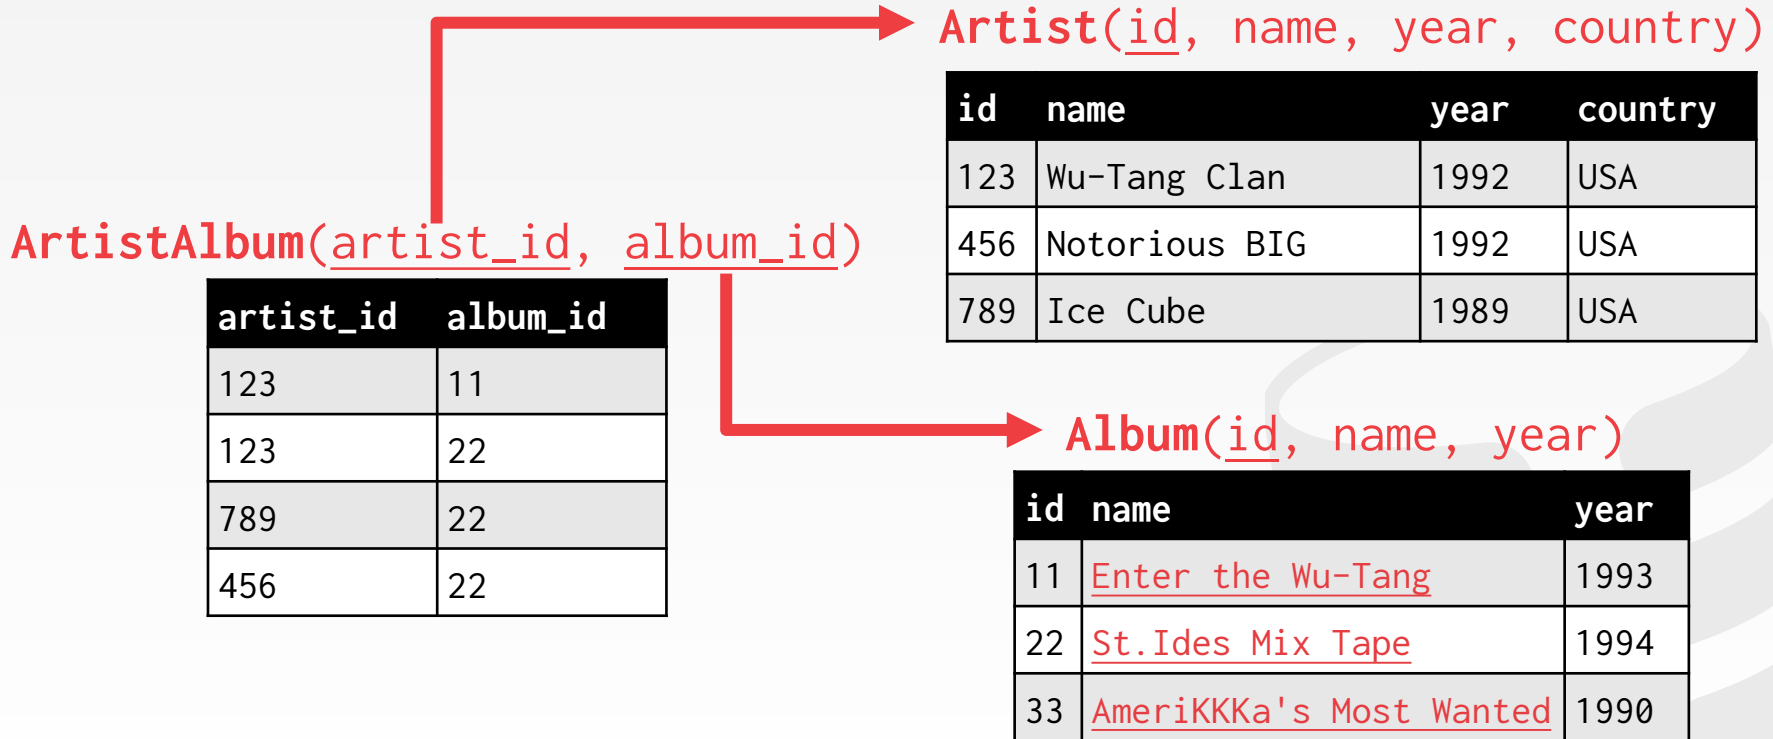 Artist(id, name, year, country)
id name year country
123 Wu-Tang Clan 1992 USA
456 Notorious BIG 1992 USA
789 Ice Cube 1989 USA
ArtistAlbum(artist_id, album_id)
artist_id album_id
123 11
123 22
789 22
456 22
Album(id, name, year)
id name year
11 Enter the Wu-Tang 1993
22 St.Ides Mix Tape 1994
33 AmeriKKKa's Most Wanted 1990